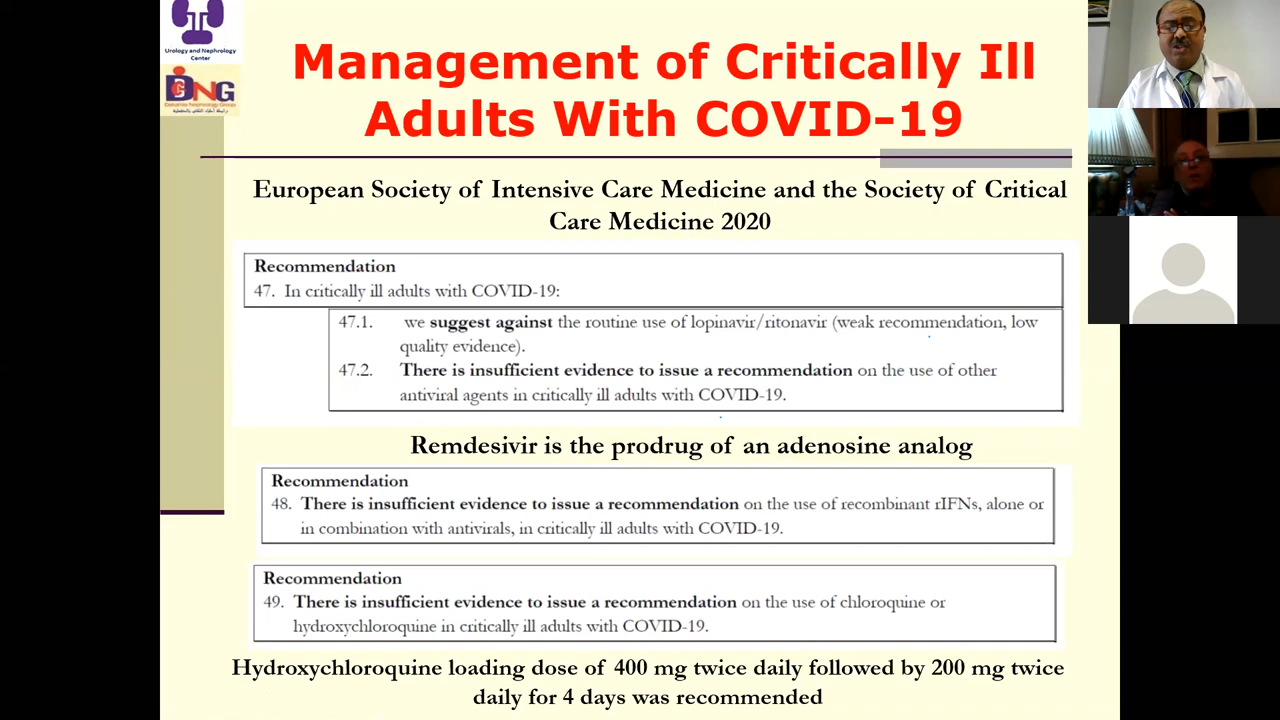 Urology and Nephrology
Center
DNG
Dakahlia Nephrology Group
Management of Critically Ill
Adults With COVID-19
European Society of Intensive Care Medicine and the Society of Critical
Care Medicine 2020
Recommendation
47. In critically ill adults with COVID-19:
47.1. we suggest against the routine use of lopinavir/ritonavir (weak recommendation, low
quality evidence).
47.2. There is insufficient evidence to issue a recommendation on the use of other
antiviral agents in critically ill adults with COVID-19.
Remdesivir is the prodrug of an adenosine analog
Recommendation
48. There is insufficient evidence to issue a recommendation on the use of recombinant rIFNs, alone or
in combination with antivirals, in critically ill adults with COVID-19.
Recommendation
49. There is insufficient evidence to issue a recommendation on the use of chloroquine or
hydroxychloroquine in critically ill adults with COVID-19.
Hydroxychloroquine loading dose of 400 mg twice daily followed by 200 mg twice
daily for 4 days was recommended